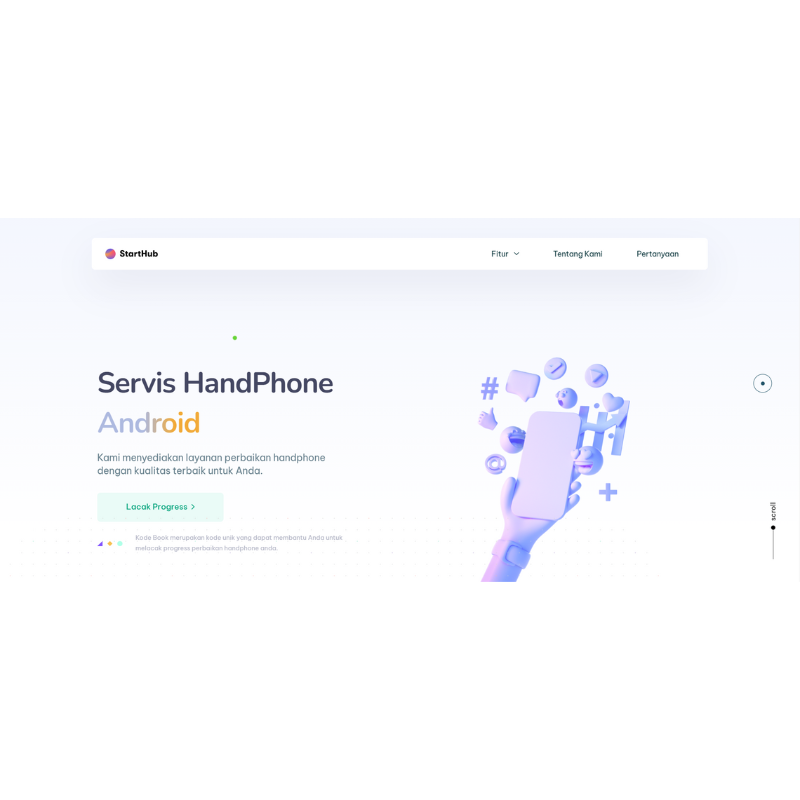 StartHub
Fitur
Tentang Kami
Pertanyaan
Servis HandPhone
Android
Kami menyediakan layanan perbaikan handphone
dengan kualitas terbaik untuk Anda.
Lacak Progress
Kode Book merupakan kode unik yang dapat membantu Anda untuk
melacak progress perbaikan handphone anda.
#
Hi
@
+
scroll